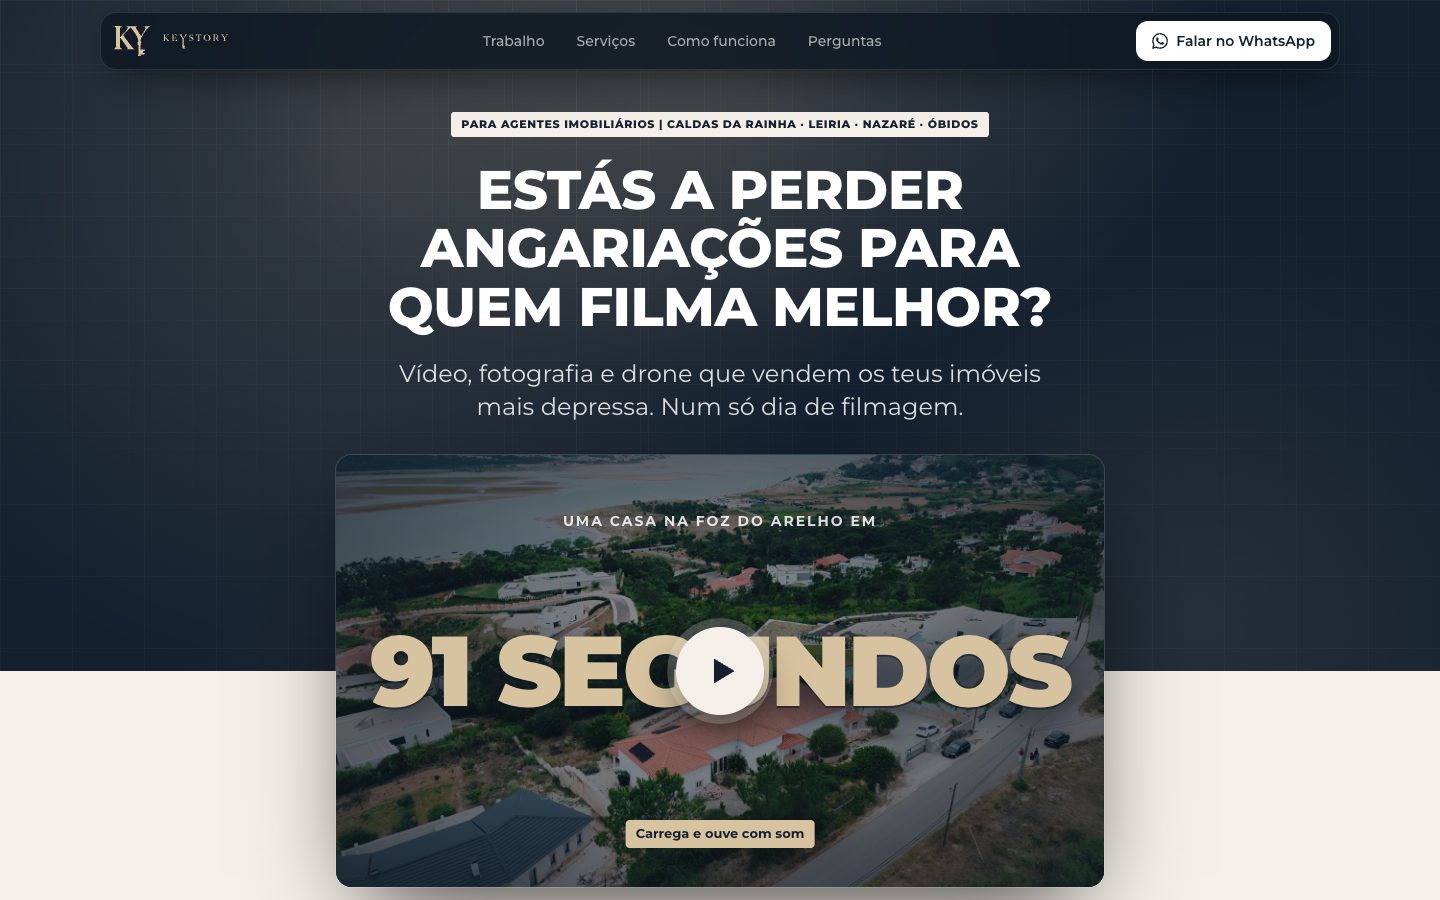 KY KEYSTORY
Trabalho Serviços Como funciona Perguntas
Falar no WhatsApp
PARA AGENTES IMOBILIÁRIOS | CALDAS DA RAINHA · LEIRIA · NAZARÉ · ÓBIDOS
ESTÁS A PERDER
ANGARIAÇÕES PARA
QUEM FILMA MELHOR?
Vídeo, fotografia e drone que vendem os teus imóveis
mais depressa. Num só dia de filmagem.
UMA CASA NA FOZ DO ARELHO EM
91 SEGUNDOS
Carrega e ouve com som